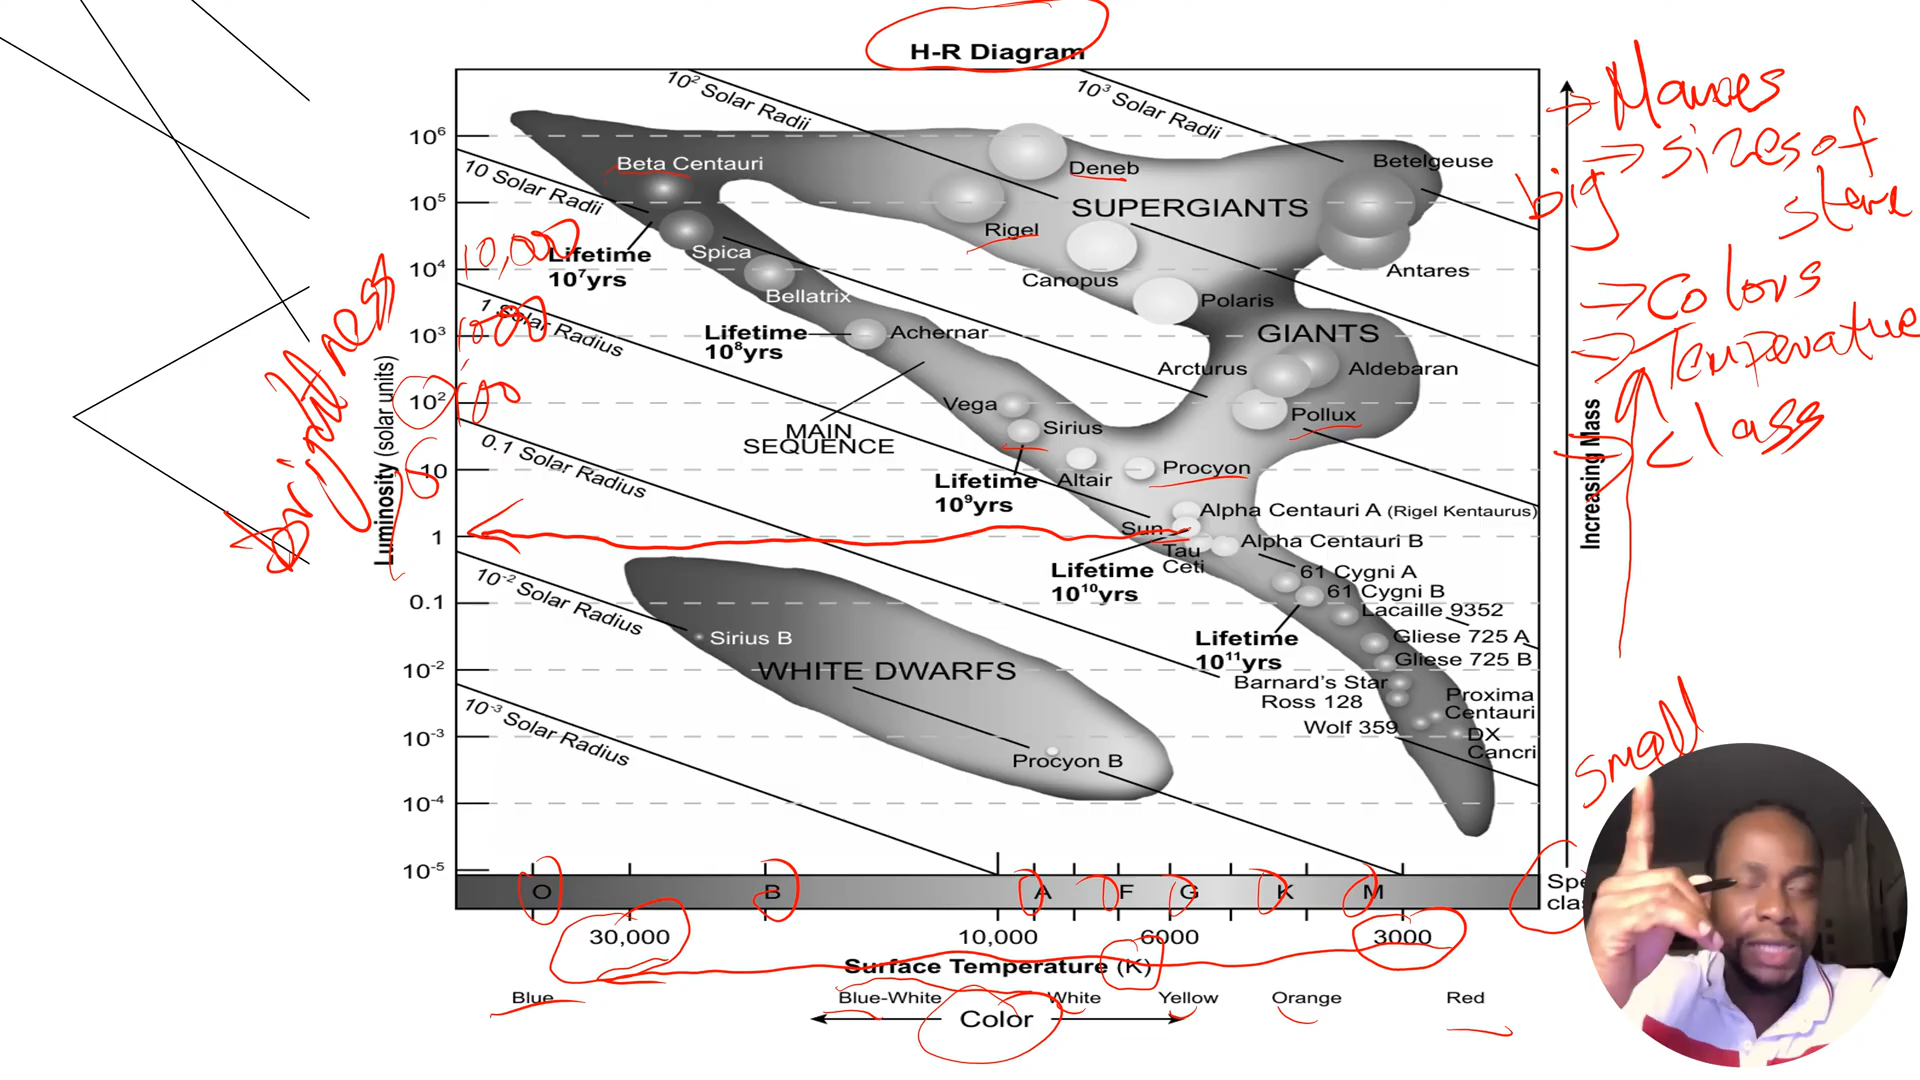 H-R Diagram
10² Solar Radii
10³ Solar Radii
10⁶
Beta Centauri
Deneb
Betelgeuse
10 Solar Radii
10⁵
SUPERGIANTS
Rigel
Lifetime
10⁷yrs
Spica
10⁴
Canopus
Antares
Bellatrix
Polaris
1 Solar Radius
10³
Lifetime
10⁸yrs
Achernar
GIANTS
Arcturus
Aldebaran
10²
Vega
Sirius
Pollux
MAIN
SEQUENCE
0.1 Solar Radius
10
Lifetime
10⁹yrs
Altair
Procyon
Alpha Centauri A (Rigel Kentaurus)
1
Sun
Tau
Ceti
Alpha Centauri B
Lifetime
10¹⁰yrs
61 Cygni A
61 Cygni B
Lacaille 9352
10⁻² Solar Radius
0.1
Sirius B
Lifetime
10¹¹yrs
Gliese 725 A
Gliese 725 B
WHITE DWARFS
10⁻²
Barnard's Star
Ross 128
Wolf 359
Proxima
Centauri
DX
Cancri
10⁻³ Solar Radius
10⁻³
Procyon B
10⁻⁴
10⁻⁵
Luminosity (solar units)
Increasing Mass
O B A F G K M
30,000 10,000 6000 3000
Surface Temperature (K)
Blue Blue-White White Yellow Orange Red
Color
brightness
10,000
1000
100
big
sizes of
Colors
Temperature
class
small